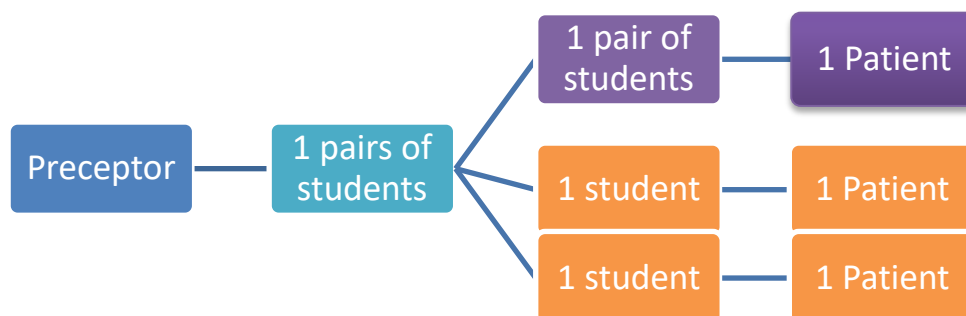 Preceptor
1 pairs of
students
1 pair of
students
1 Patient
1 student
1 Patient
1 student
1 Patient